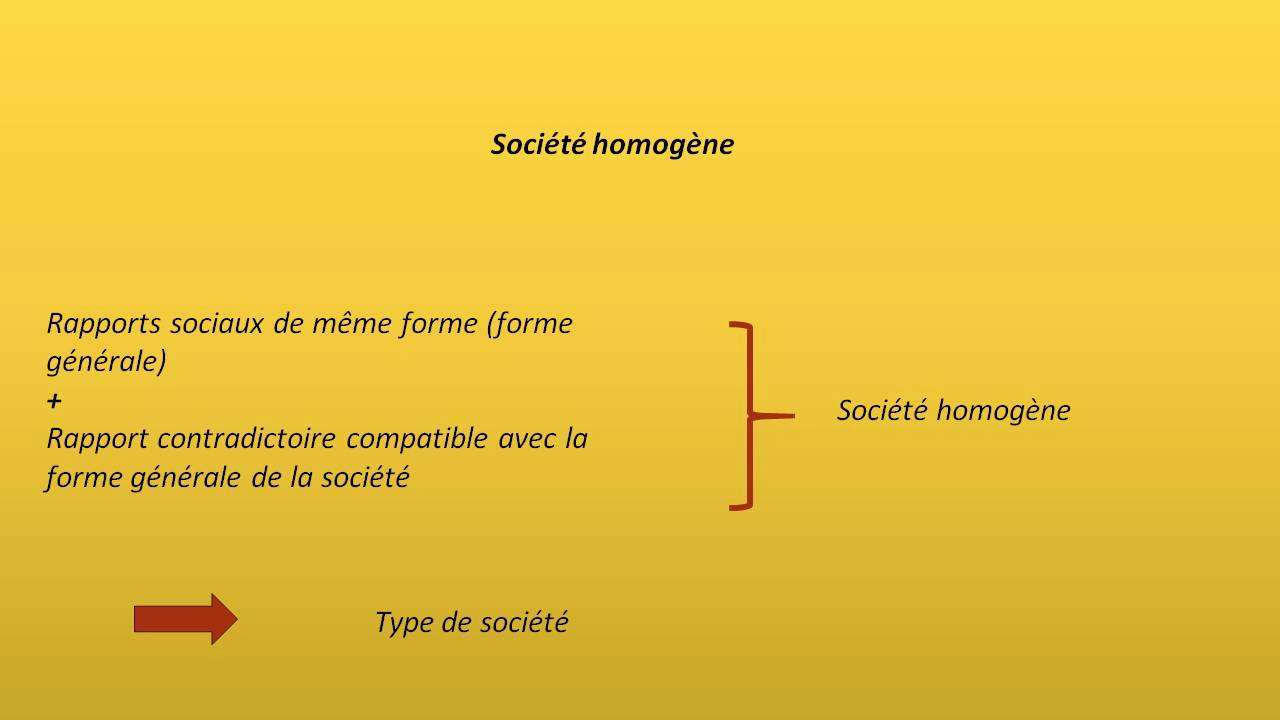 Société homogène
Rapports sociaux de même forme (forme
générale)
+
Rapport contradictoire compatible avec la
forme générale de la société
Société homogène
Type de société